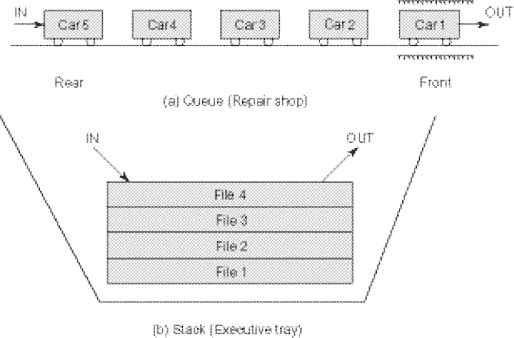 IN
OUT
Car5 Car4 Car3 Car2 Car1
Rear Front
(a) Queue (Repair shop)
IN OUT
File 4
File 3
File 2
File 1
(b) Stack (Executive tray)